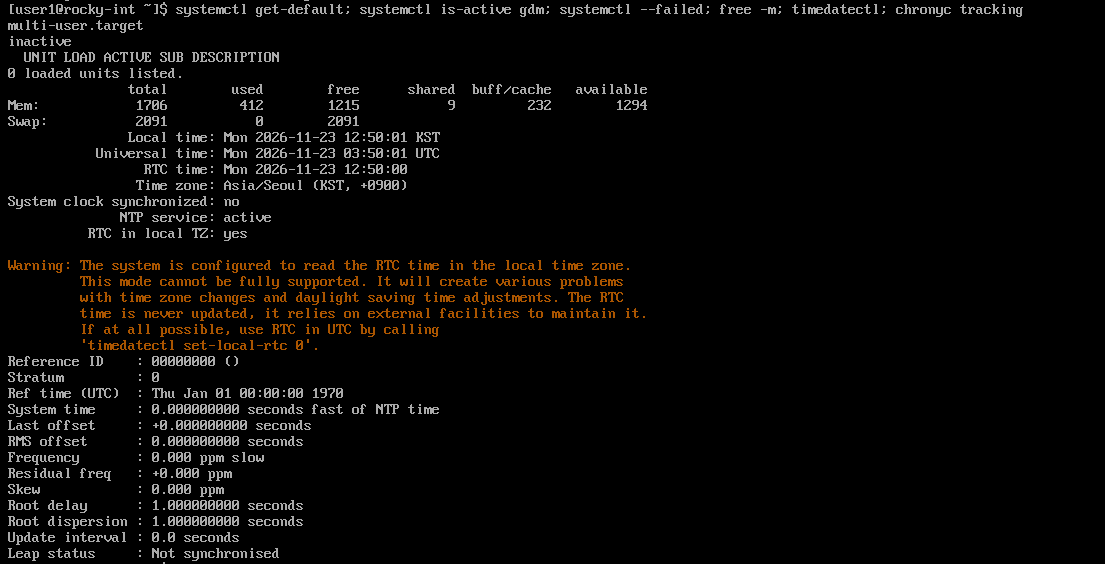 [user1@rocky-int ~]$ systemctl get-default; systemctl is-active gdm; systemctl --failed; free -m; timedatectl; chronyc tracking
multi-user.target
inactive
  UNIT LOAD ACTIVE SUB DESCRIPTION
0 loaded units listed.
               total        used        free      shared  buff/cache   available
Mem:            1706         412        1215           9         232        1294
Swap:           2091           0        2091
               Local time: Mon 2026-11-23 12:50:01 KST
           Universal time: Mon 2026-11-23 03:50:01 UTC
                 RTC time: Mon 2026-11-23 12:50:00
                Time zone: Asia/Seoul (KST, +0900)
System clock synchronized: no
              NTP service: active
          RTC in local TZ: yes

Warning: The system is configured to read the RTC time in the local time zone.
         This mode cannot be fully supported. It will create various problems
         with time zone changes and daylight saving time adjustments. The RTC
         time is never updated, it relies on external facilities to maintain it.
         If at all possible, use RTC in UTC by calling
         'timedatectl set-local-rtc 0'.
Reference ID    : 00000000 ()
Stratum         : 0
Ref time (UTC)  : Thu Jan 01 00:00:00 1970
System time     : 0.000000000 seconds fast of NTP time
Last offset     : +0.000000000 seconds
RMS offset      : 0.000000000 seconds
Frequency       : 0.000 ppm slow
Residual freq   : +0.000 ppm
Skew            : 0.000 ppm
Root delay      : 1.000000000 seconds
Root dispersion : 1.000000000 seconds
Update interval : 0.0 seconds
Leap status     : Not synchronised